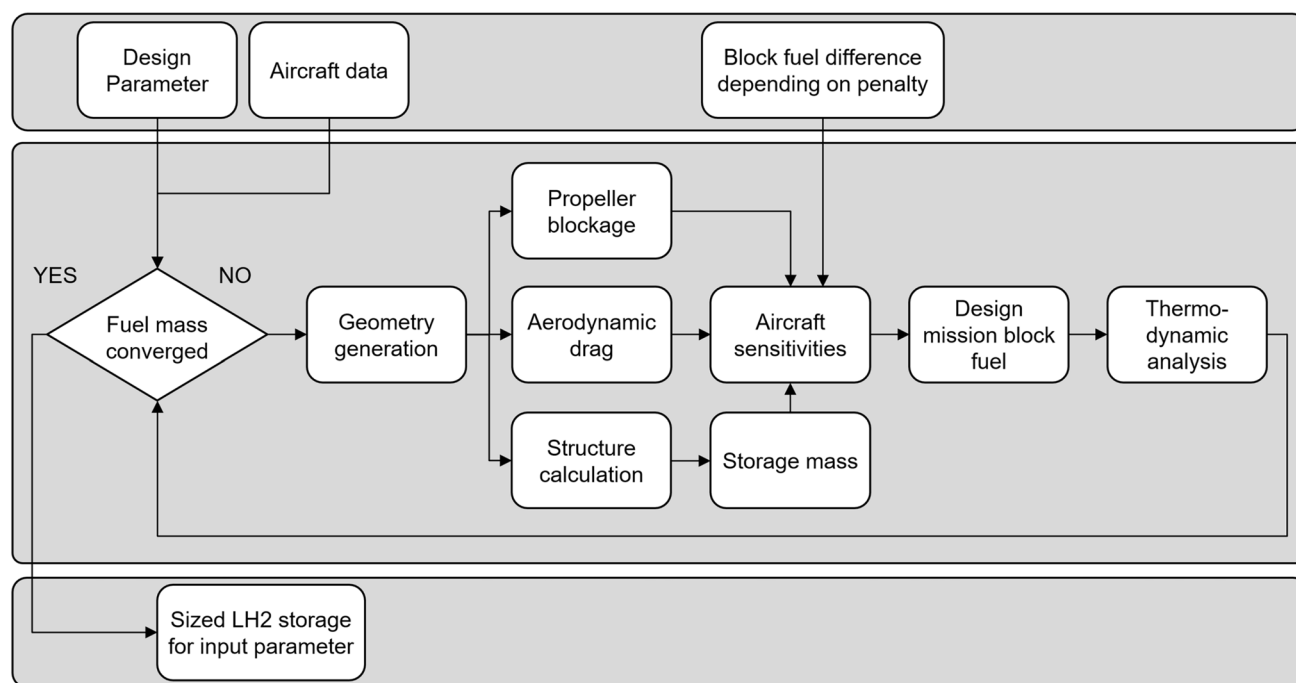 Design
Parameter
Aircraft data
Block fuel difference
depending on penalty
Propeller
blockage
YES
NO
Fuel mass
converged
Geometry
generation
Aerodynamic
drag
Aircraft
sensitivities
Design
mission block
fuel
Thermo-
dynamic
analysis
Structure
calculation
Storage mass
Sized LH2 storage
for input parameter